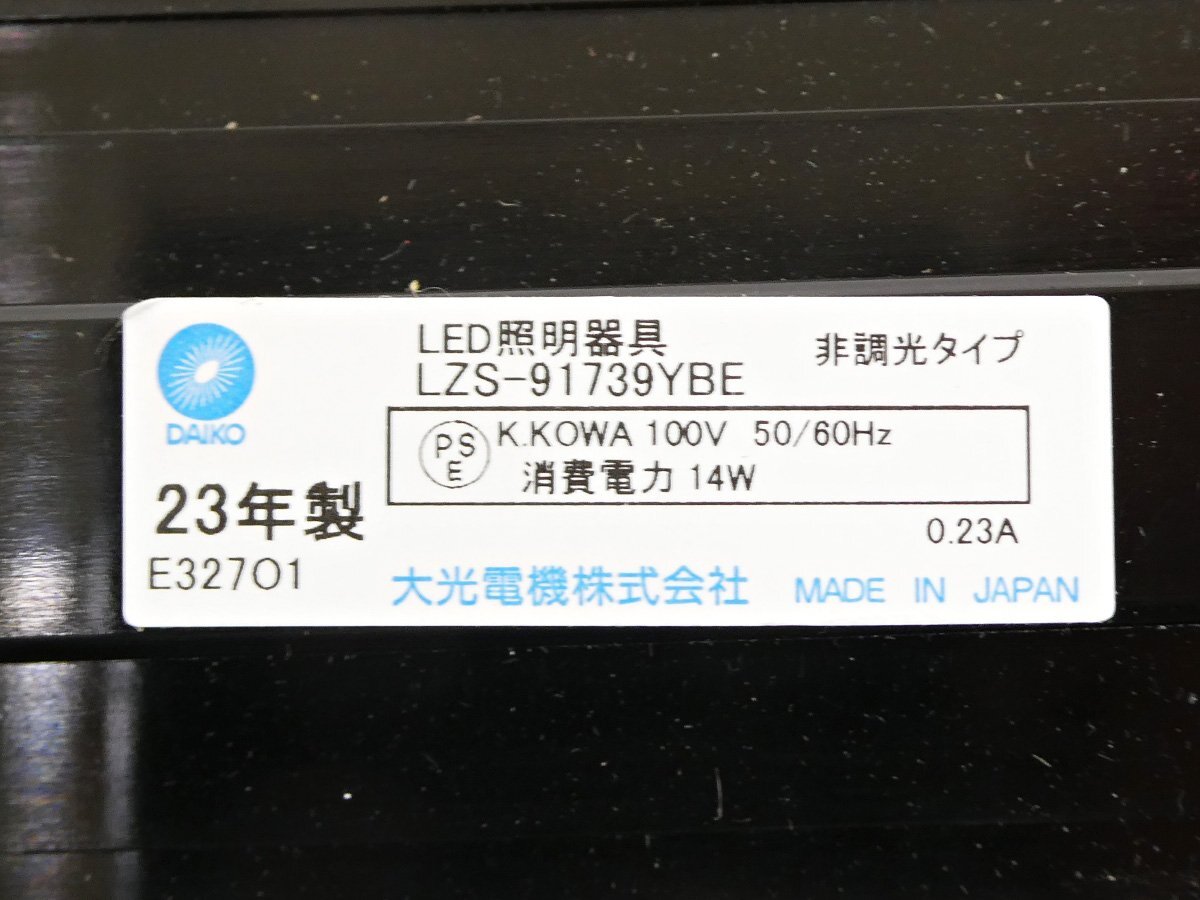 LED照明器具
非調光タイプ
LZS-91739YBE
DAIKO
PS
E
K.KOWA 100V 50/60Hz
消費電力 14W
23年製
0.23A
E32701
大光電機株式会社 MADE IN JAPAN